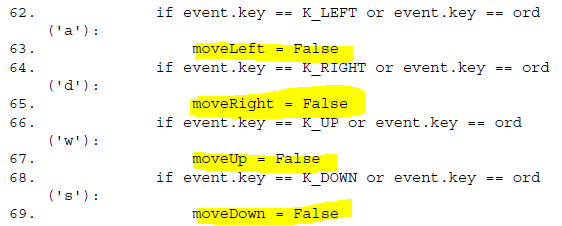 62.             if event.key == K_LEFT or event.key == ord
   ('a'):
63.                 moveLeft = False
64.             if event.key == K_RIGHT or event.key == ord
   ('d'):
65.                 moveRight = False
66.             if event.key == K_UP or event.key == ord
   ('w'):
67.                 moveUp = False
68.             if event.key == K_DOWN or event.key == ord
   ('s'):
69.                 moveDown = False